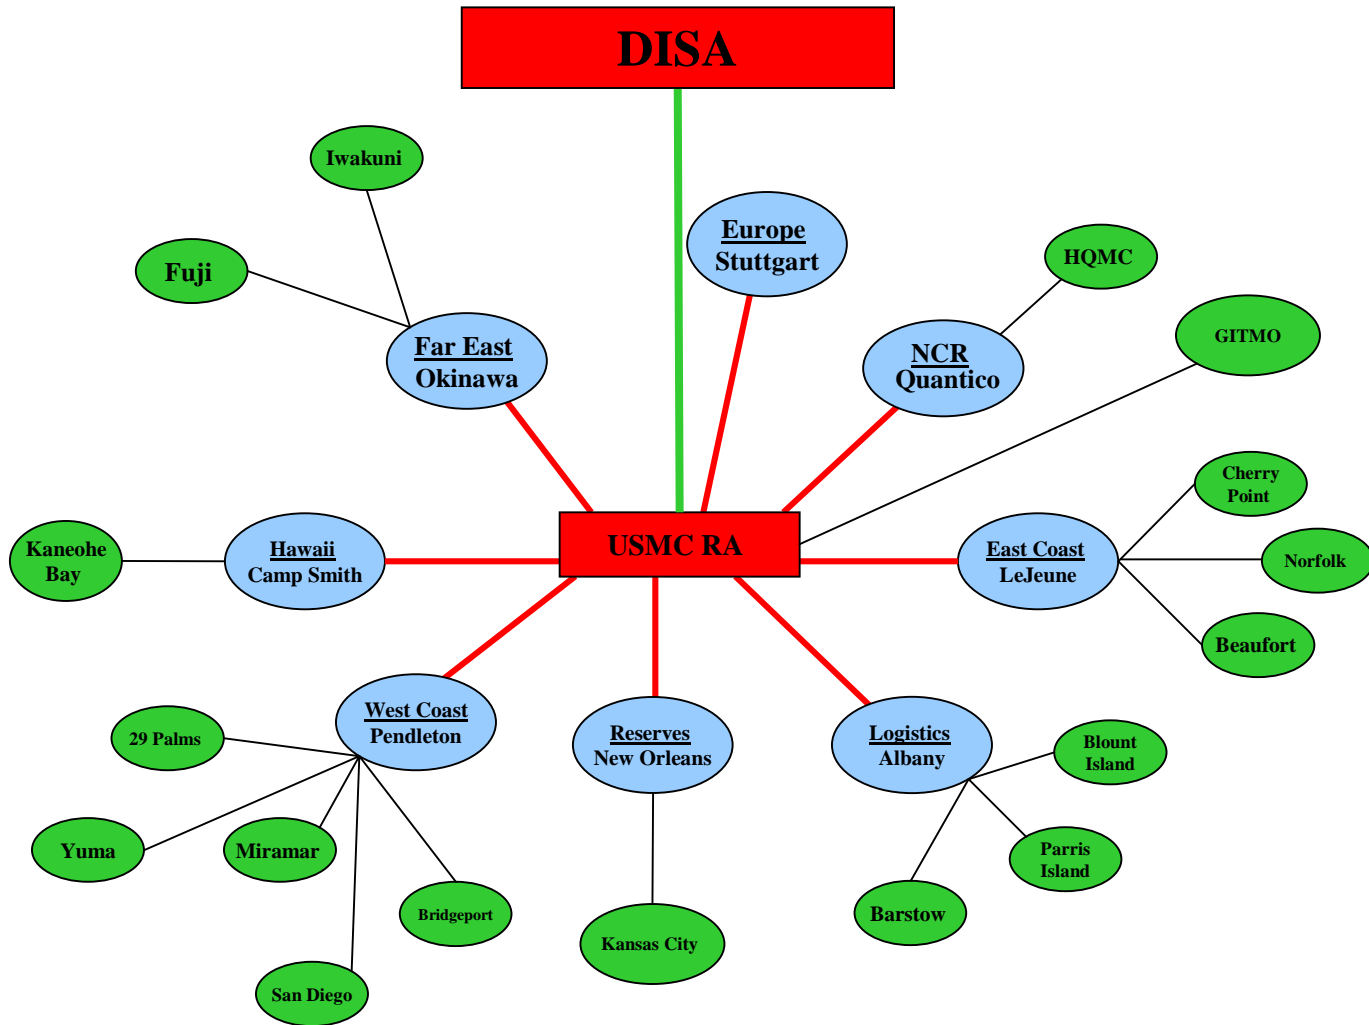 DISA
Iwakuni
Fuji
Europe
Stuttgart
HQMC
GITMO
Far East
Okinawa
NCR
Quantico
Cherry
Point
Kaneohe
Bay
Hawaii
Camp Smith
USMC RA
East Coast
LeJeune
Norfolk
Beaufort
West Coast
Pendleton
Reserves
New Orleans
Logistics
Albany
29 Palms
Blount
Island
Yuma
Miramar
Parris
Island
Bridgeport
Barstow
Kansas City
San Diego